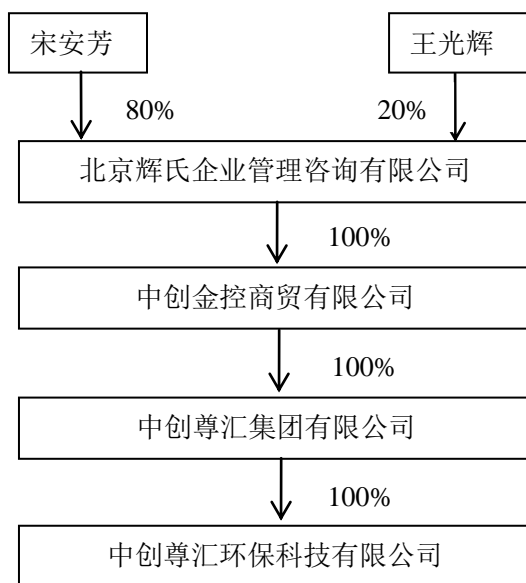 宋安芳
王光辉
80%
20%
北京辉氏企业管理咨询有限公司
100%
中创金控商贸有限公司
100%
中创尊汇集团有限公司
100%
中创尊汇环保科技有限公司